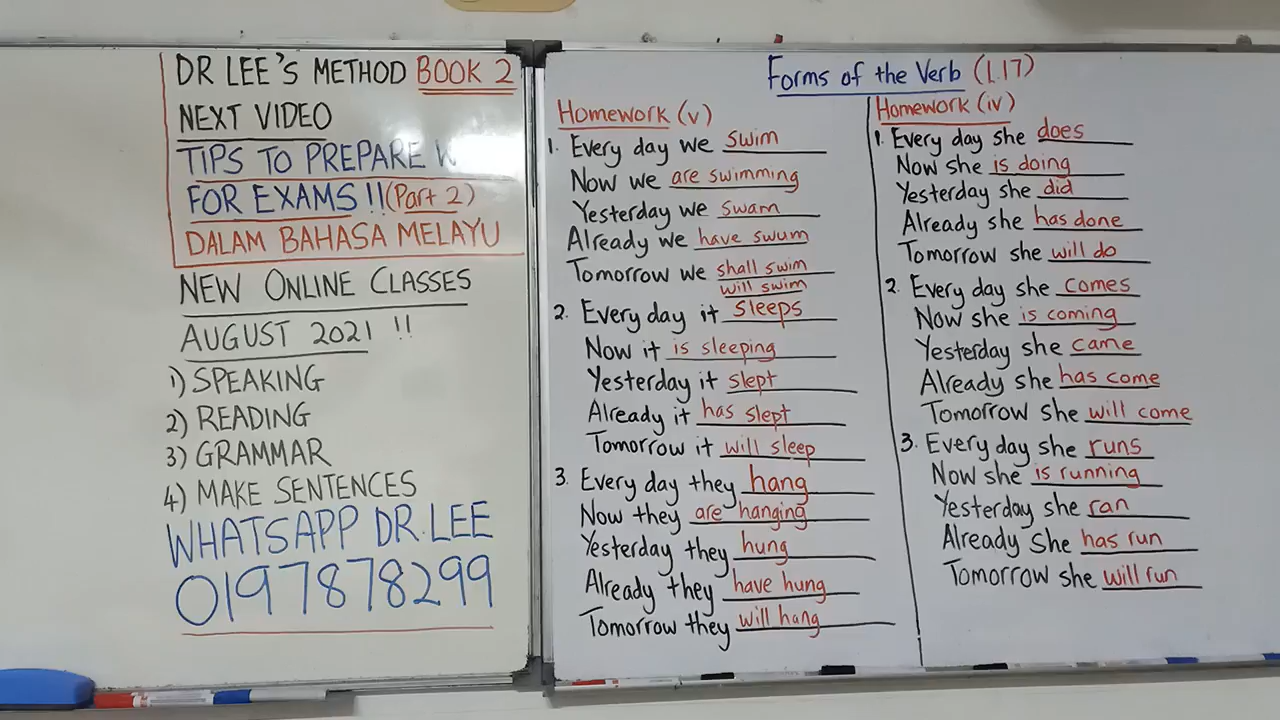 DR LEE'S METHOD BOOK 2
NEXT VIDEO
TIPS TO PREPARE
FOR EXAMS !! (Part 2)
DALAM BAHASA MELAYU
NEW ONLINE CLASSES
AUGUST 2021 !!
1) SPEAKING
2) READING
3) GRAMMAR
4) MAKE SENTENCES
WHATSAPP DR. LEE
0197878299
Forms of the Verb (1.17)
Homework (v)
1. Every day we swim
Now we are swimming
Yesterday we swam
Already we have swum
Tomorrow we shall swim
will swim
2. Every day it sleeps
Now it is sleeping
Yesterday it slept
Already it has slept
Tomorrow it will sleep
3. Every day they hang
Now they are hanging
Yesterday they hung
Already they have hung
Tomorrow they will hang
Homework (iv)
1. Every day she does
Now she is doing
Yesterday she did
Already she has done
Tomorrow she will do
2. Every day she comes
Now she is coming
Yesterday she came
Already she has come
Tomorrow she will come
3. Every day she runs
Now she is running
Yesterday she ran
Already she has run
Tomorrow she will run